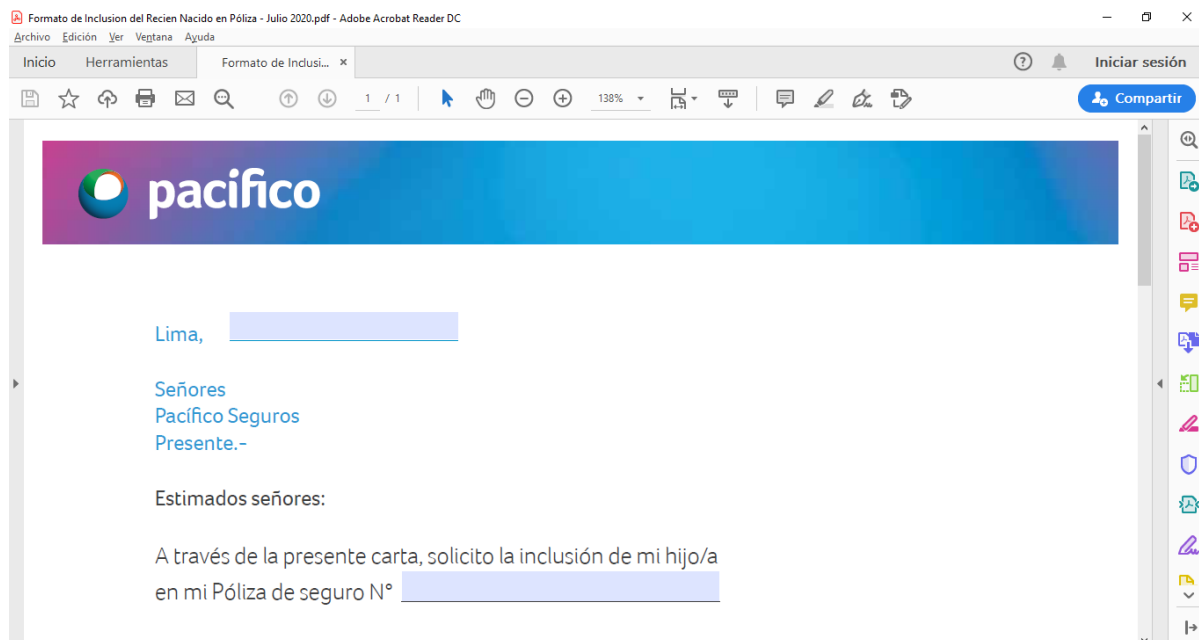 Formato de Inclusion del Recien Nacido en Póliza - Julio 2020.pdf - Adobe Acrobat Reader DC
Archivo Edición Ver Ventana Ayuda
Inicio Herramientas Formato de Inclusi... × Iniciar sesión
1 / 1 138% Compartir
pacifico
Lima,
Señores
Pacífico Seguros
Presente.-
Estimados señores:
A través de la presente carta, solicito la inclusión de mi hijo/a
en mi Póliza de seguro N°